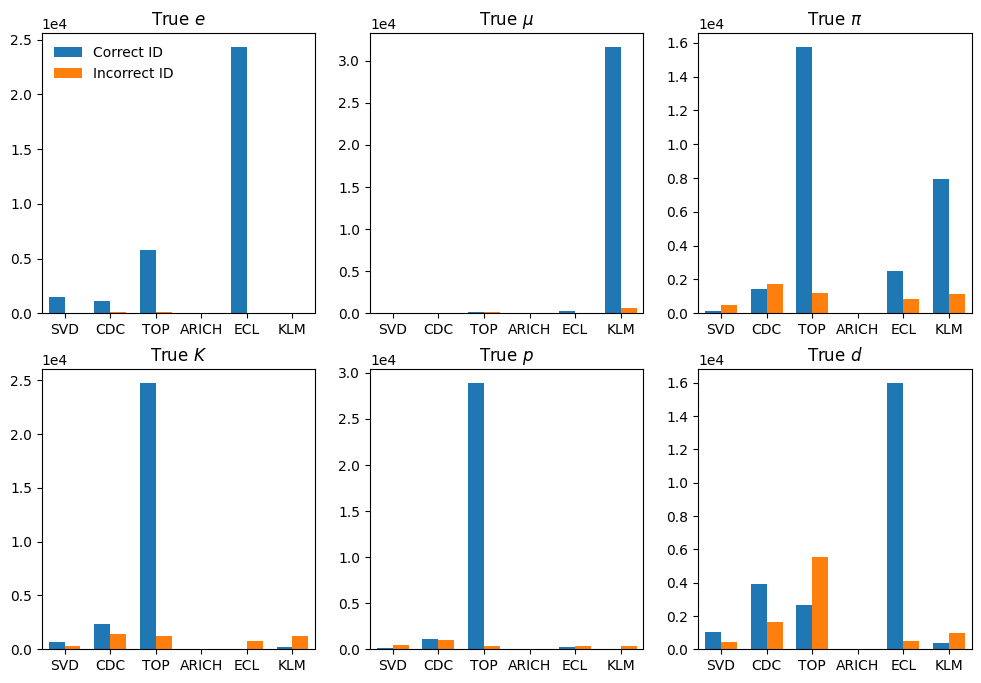 True e
1e4
2.5
2.0
1.5
1.0
0.5
0.0
Correct ID
Incorrect ID
SVD CDC TOP ARICH ECL KLM
True μ
1e4
3.0
2.5
2.0
1.5
1.0
0.5
0.0
SVD CDC TOP ARICH ECL KLM
True π
1e4
1.6
1.4
1.2
1.0
0.8
0.6
0.4
0.2
0.0
SVD CDC TOP ARICH ECL KLM
True K
1e4
2.5
2.0
1.5
1.0
0.5
0.0
SVD CDC TOP ARICH ECL KLM
True p
1e4
3.0
2.5
2.0
1.5
1.0
0.5
0.0
SVD CDC TOP ARICH ECL KLM
True d
1e4
1.6
1.4
1.2
1.0
0.8
0.6
0.4
0.2
0.0
SVD CDC TOP ARICH ECL KLM